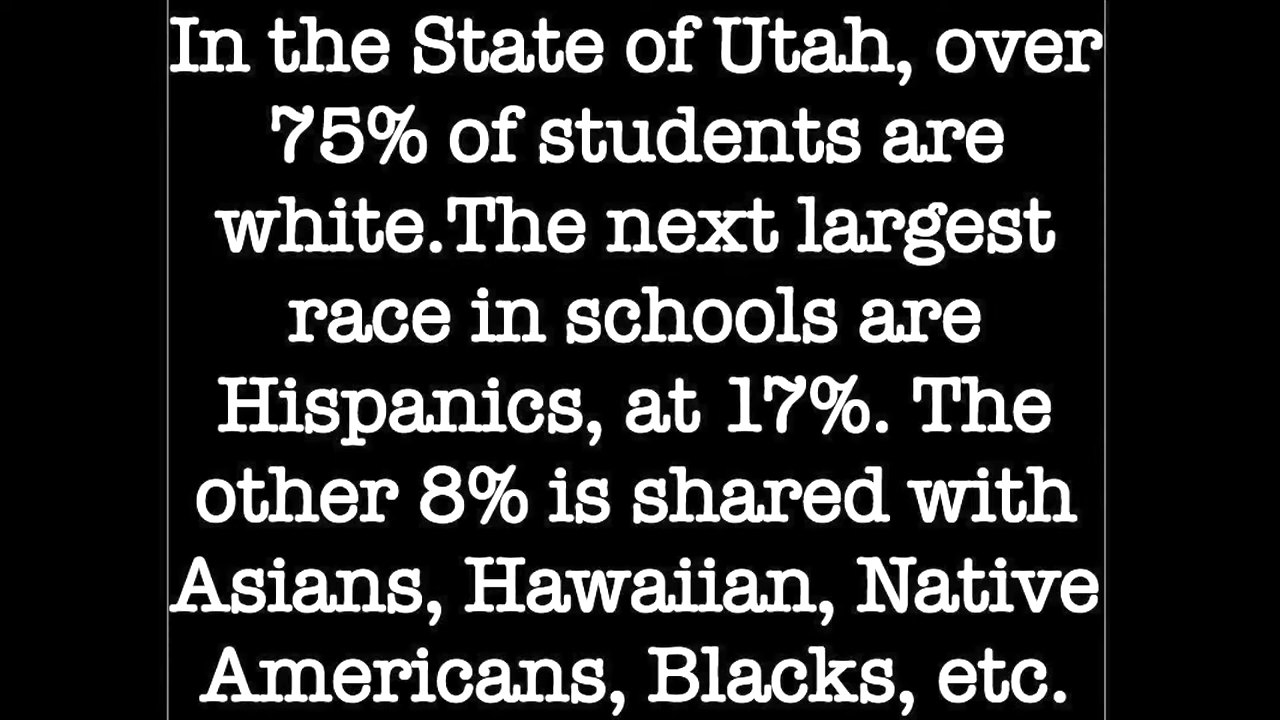 In the State of Utah, over
75% of students are
white.The next largest
race in schools are
Hispanics, at 17%. The
other 8% is shared with
Asians, Hawaiian, Native
Americans, Blacks, etc.